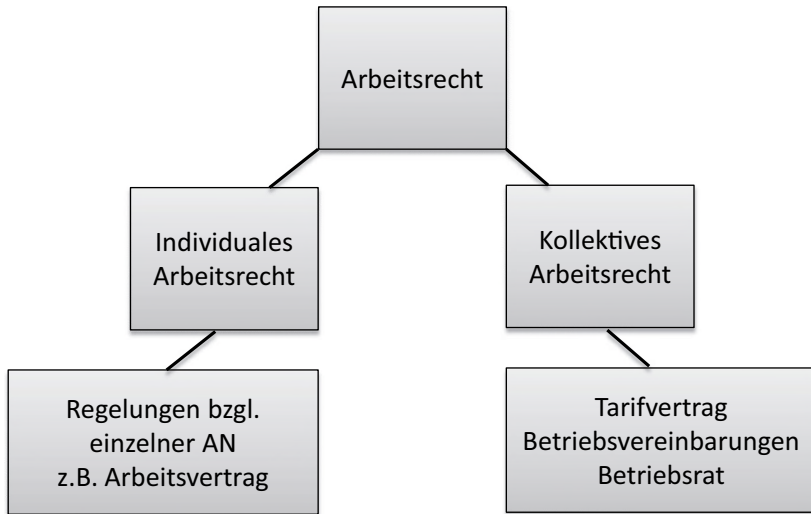 Arbeitsrecht
Individuales
Arbeitsrecht
Kollektives
Arbeitsrecht
Regelungen bzgl.
einzelner AN
z.B. Arbeitsvertrag
Tarifvertrag
Betriebsvereinbarungen
Betriebsrat